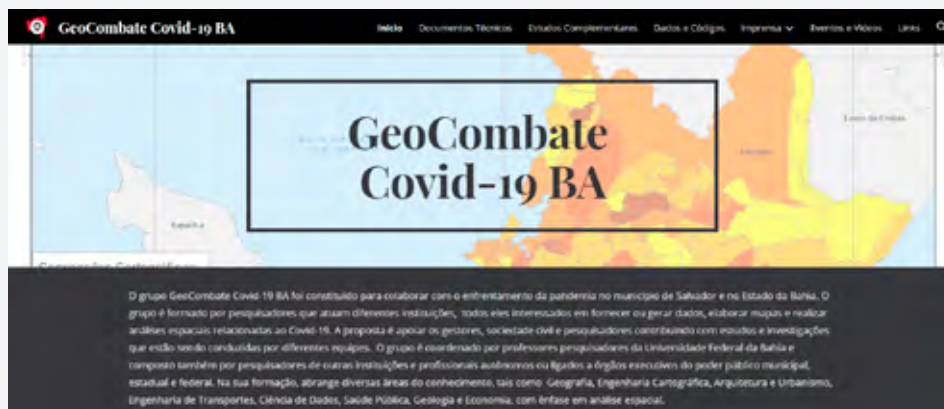 GeoCombate Covid-19 BA
Início Documentos Técnicos Estudos Complementares Dados e Códigos Imprensa Eventos e Vídeos Links
GeoCombate
Covid-19 BA
O grupo GeoCombate Covid-19 BA foi constituído para colaborar com o enfrentamento da pandemia no município de Salvador e no Estado da Bahia. O
grupo é formado por pesquisadores que atuam diferentes instituições, todos eles interessados em fornecer ou gerar dados, elaborar mapas e realizar
análises espaciais relacionadas ao Covid-19. A proposta é apoiar os gestores, sociedade civil e pesquisadores contribuindo com estudos e investigações
que estão sendo conduzidas por diferentes equipes. O grupo é coordenado por professores pesquisadores da Universidade Federal da Bahia e
composto também por pesquisadores de outras instituições e profissionais autônomos ou ligados a órgãos executivos do poder público municipal,
estadual e federal. Na sua formação, abrange diversas áreas do conhecimento, tais como: Geografia, Engenharia Cartográfica, Arquitetura e Urbanismo,
Engenharia de Transportes, Ciência de Dados, Saúde Pública, Geologia e Economia, com ênfase em análise espacial.